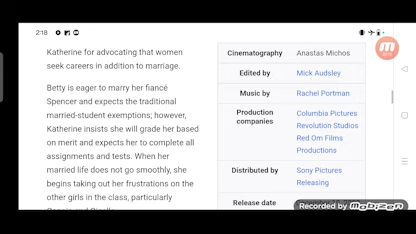 2:18
Katherine for advocating that women
seek careers in addition to marriage.
Betty is eager to marry her fiancé
Spencer and expects the traditional
married-student exemptions; however,
Katherine insists she will grade her based
on merit and expects her to complete all
assignments and tests. When her
married life does not go smoothly, she
begins taking out her frustrations on the
other girls in the class, particularly
Cinematography Anastas Michos
Edited by Mick Audsley
Music by Rachel Portman
Production Columbia Pictures
companies Revolution Studios
Red Om Films
Productions
Distributed by Sony Pictures
Releasing
Release date
Recorded by Mobizen